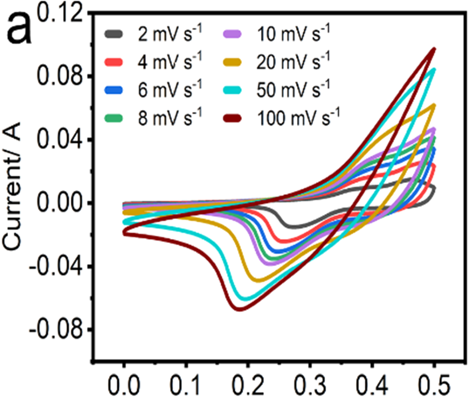 a
0.12
0.08
0.04
0.00
-0.04
-0.08
Current/ A
2 mV s⁻¹
4 mV s⁻¹
6 mV s⁻¹
8 mV s⁻¹
10 mV s⁻¹
20 mV s⁻¹
50 mV s⁻¹
100 mV s⁻¹
0.0 0.1 0.2 0.3 0.4 0.5